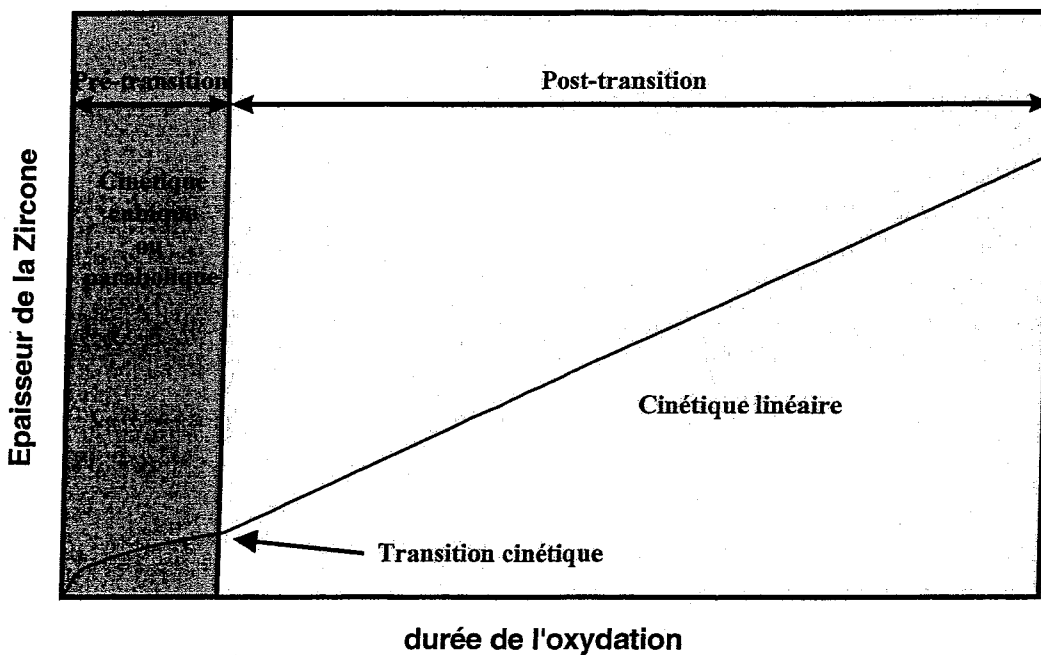 Pré-transition
Post-transition
Cinétique
cubique
ou
parabolique
Epaisseur de la Zircone
Cinétique linéaire
Transition cinétique
durée de l'oxydation